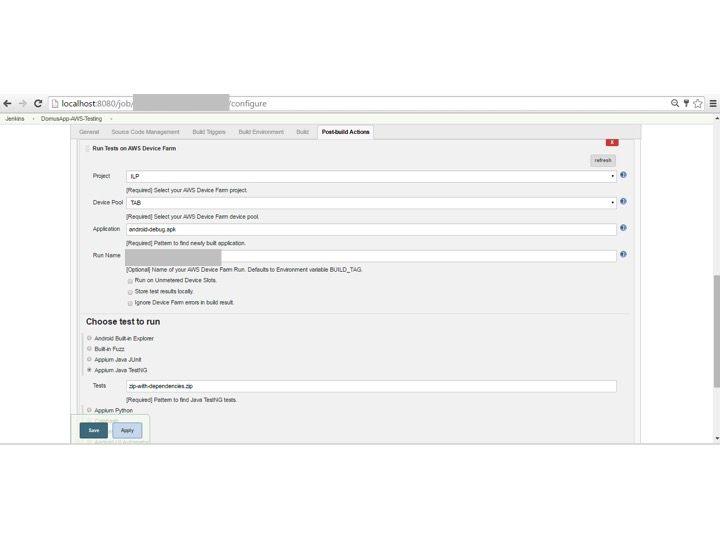 localhost:8080/job/ /configure
Jenkins DomusApp-AWS-Testing
General Source Code Management Build Triggers Build Environment Build Post-build Actions
X
Run Tests on AWS Device Farm
refresh
Project ILP
[Required] Select your AWS Device Farm project.
Device Pool TAB
[Required] Select your AWS Device Farm device pool.
Application android-debug.apk
[Required] Pattern to find newly built application.
Run Name
[Optional] Name of your AWS Device Farm Run. Defaults to Environment variable BUILD_TAG.
Run on Unmetered Device Slots.
Store test results locally.
Ignore Device Farm errors in build result.
Choose test to run
Android Built-in Explorer
Built-in Fuzz
Appium Java JUnit
Appium Java TestNG
Tests zip-with-dependencies.zip
[Required] Pattern to find Java TestNG tests.
Appium Python
Save Apply